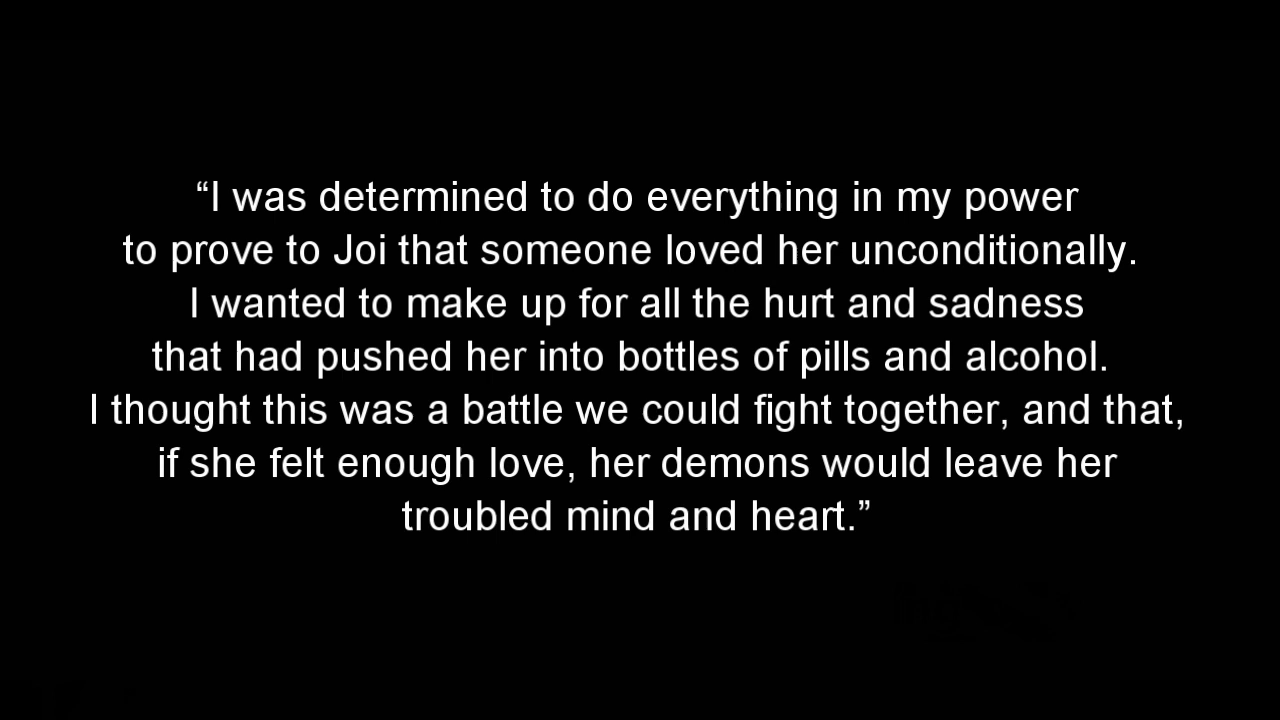 “I was determined to do everything in my power
to prove to Joi that someone loved her unconditionally.
I wanted to make up for all the hurt and sadness
that had pushed her into bottles of pills and alcohol.
I thought this was a battle we could fight together, and that,
if she felt enough love, her demons would leave her
troubled mind and heart.”